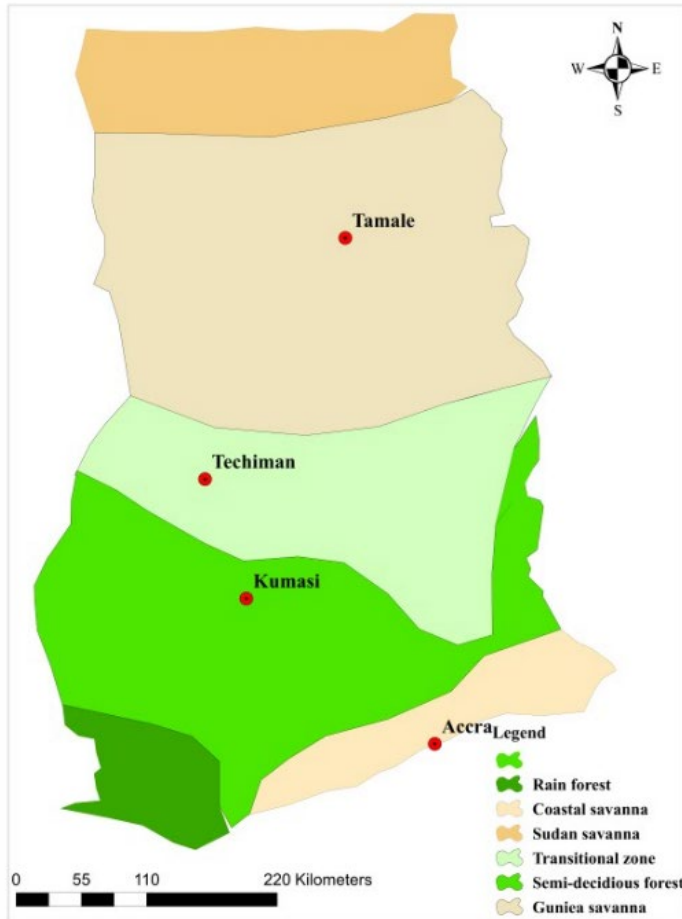 N
W E
S
Tamale
Techiman
Kumasi
Accra
Legend
Rain forest
Coastal savanna
Sudan savanna
Transitional zone
Semi-decidious forest
Guniea savanna
0 55 110 220 Kilometers